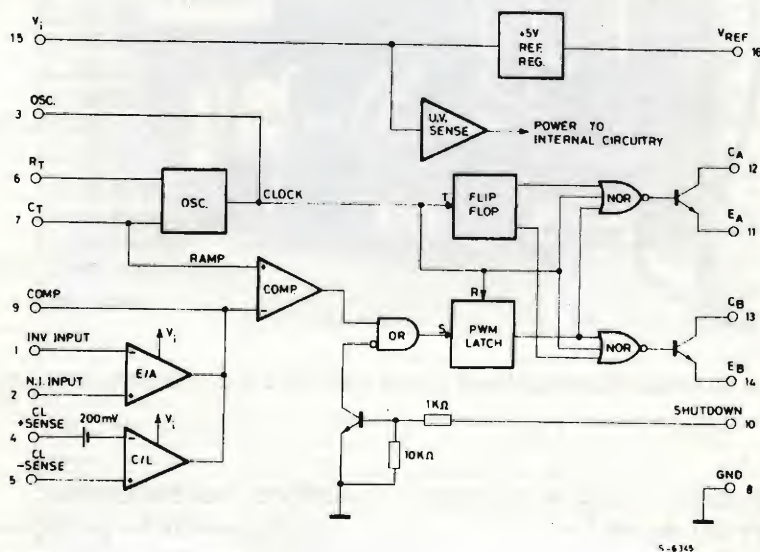 Vi
15
+5V
REF.
REG.
VREF
16
OSC.
3
U.V.
SENSE
POWER TO
INTERNAL CIRCUITRY
RT
6
OSC.
CLOCK
CT
7
T
FLIP
FLOP
NOR
CA
12
EA
11
RAMP
COMP
COMP
9
R
OR
S
PWM
LATCH
NOR
CB
13
EB
14
INV INPUT
1
Vi
E/A
N.I. INPUT
2
CL
+SENSE
4
200mV
Vi
C/L
CL
-SENSE
5
1KΩ
10KΩ
SHUTDOWN
10
GND
8
S-6345